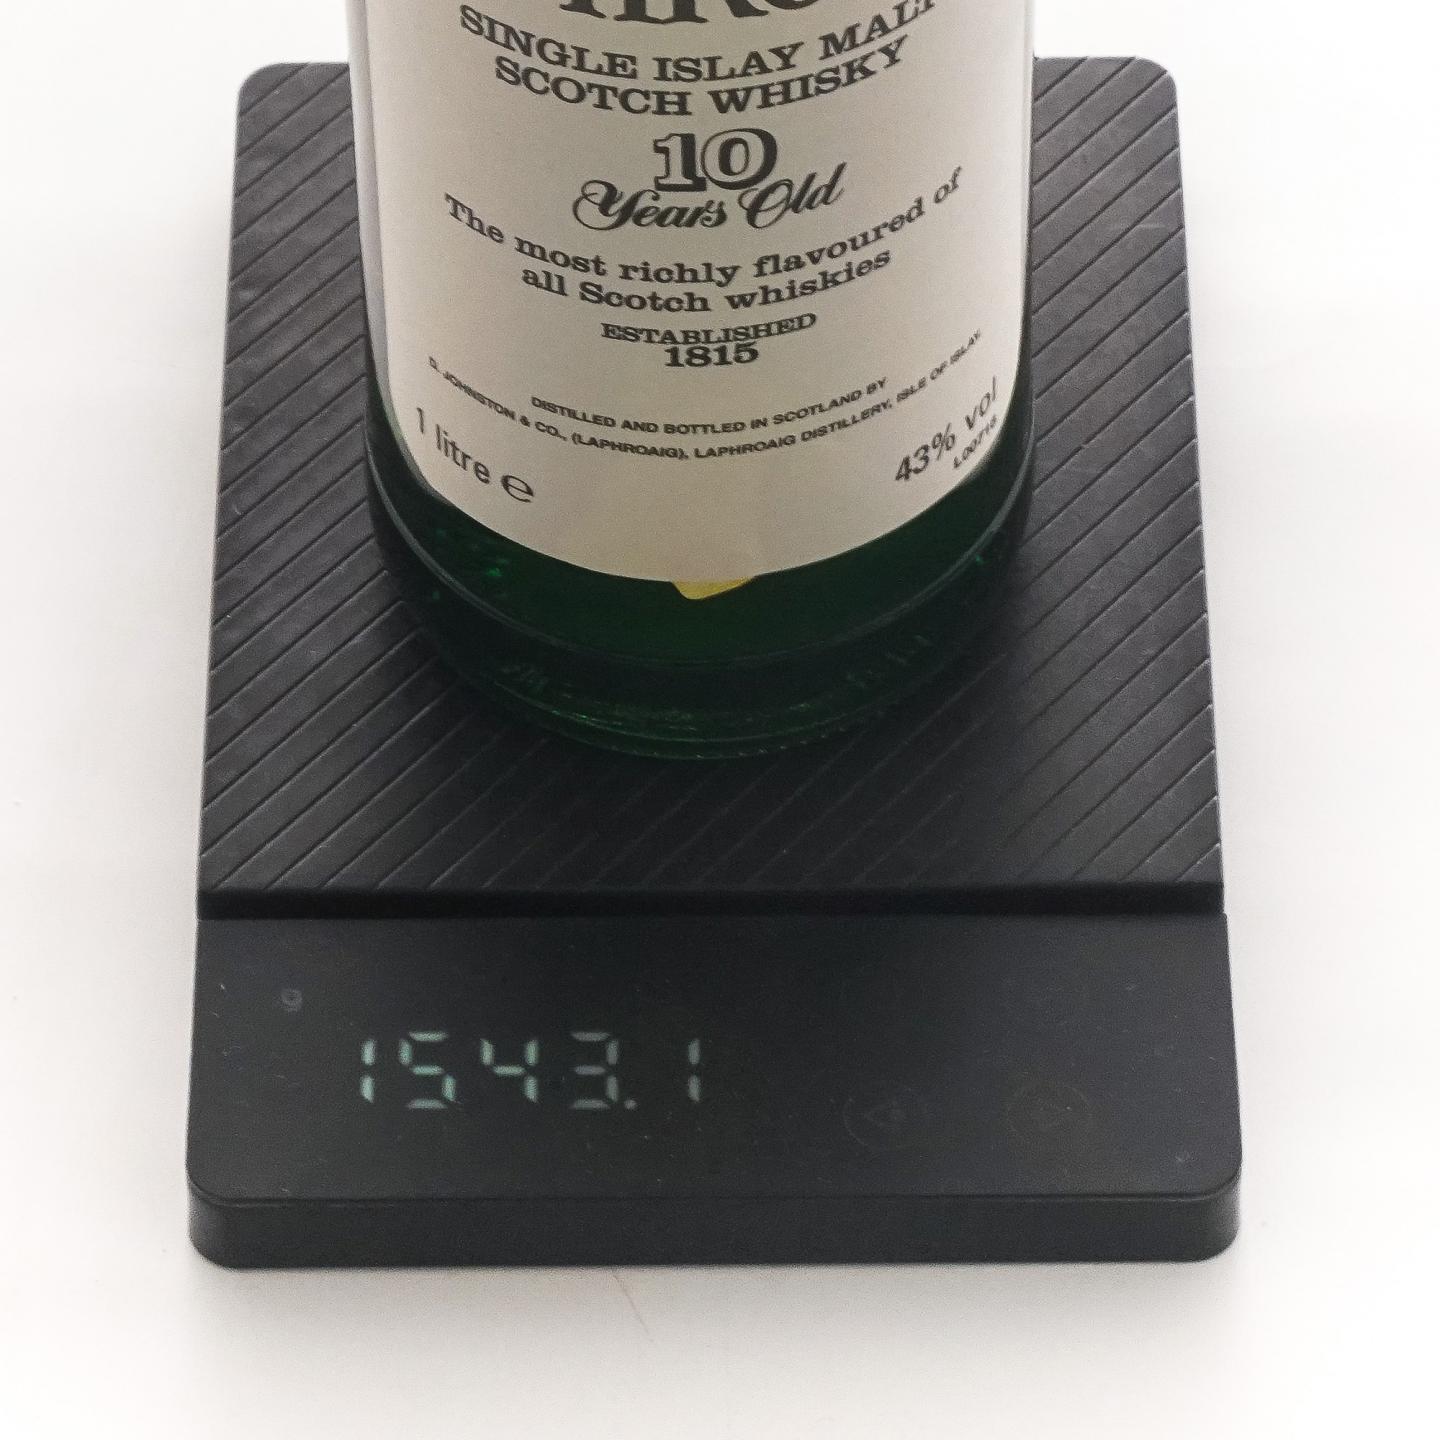 SINGLE ISLAY MALT
SCOTCH WHISKY
10
Years Old
The most richly flavoured of
all Scotch whiskies
ESTABLISHED
1815
DISTILLED AND BOTTLED IN SCOTLAND BY
D. JOHNSTON & CO., (LAPHROAIG), LAPHROAIG DISTILLERY, ISLE OF ISLAY.
1 litre ℮
43% vol
g
1543.1